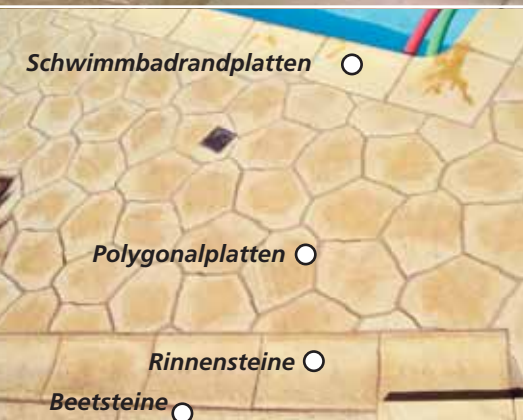 Schwimmbadrandplatten
Polygonalplatten
Rinnensteine
Beetsteine